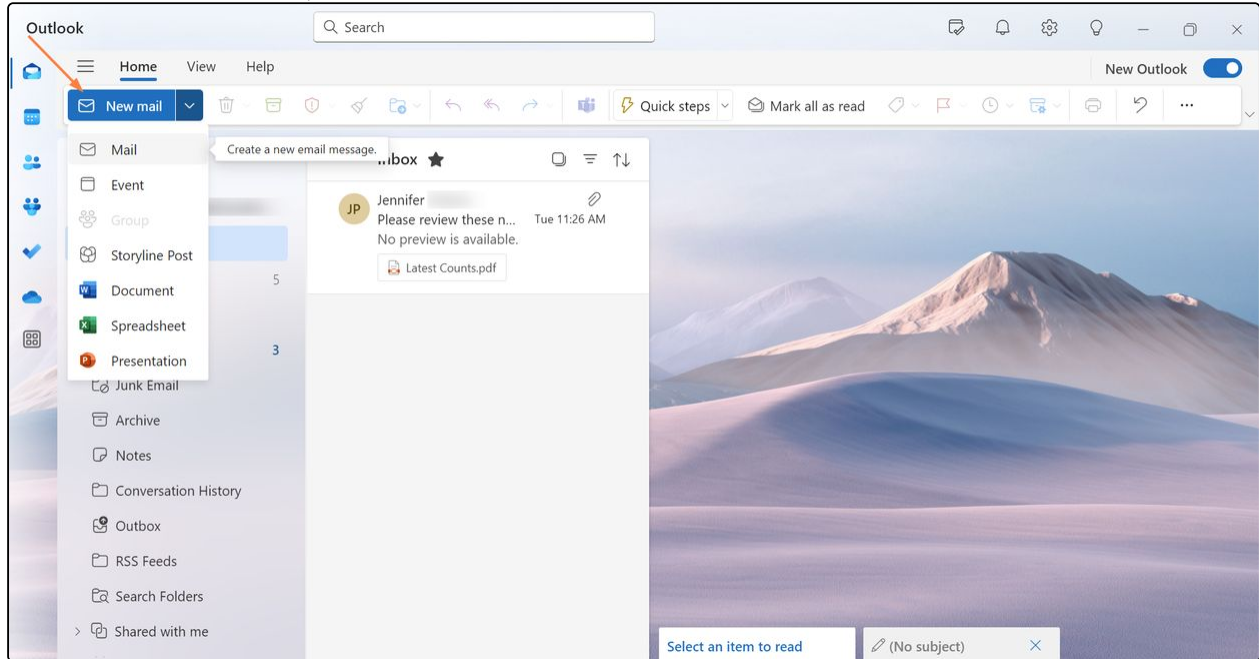 Outlook
Search
Home View Help
New Outlook
New mail
Quick steps
Mark all as read
Mail
Create a new email message.
Event
Group
Storyline Post
Document
Spreadsheet
Presentation
5
3
Junk Email
Archive
Notes
Conversation History
Outbox
RSS Feeds
Search Folders
Shared with me
nbox
JP
Jennifer
Please review these n...
Tue 11:26 AM
No preview is available.
Latest Counts.pdf
Select an item to read
(No subject)